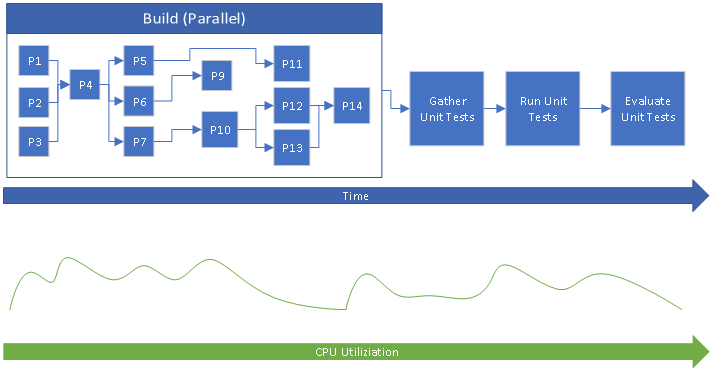 Build (Parallel)
P1
P5
P11
P9
P4
P2
P6
P12
P14
P3
P7
P10
P13
Gather
Unit Tests
Run Unit
Tests
Evaluate
Unit Tests
Time
CPU Utiliziation